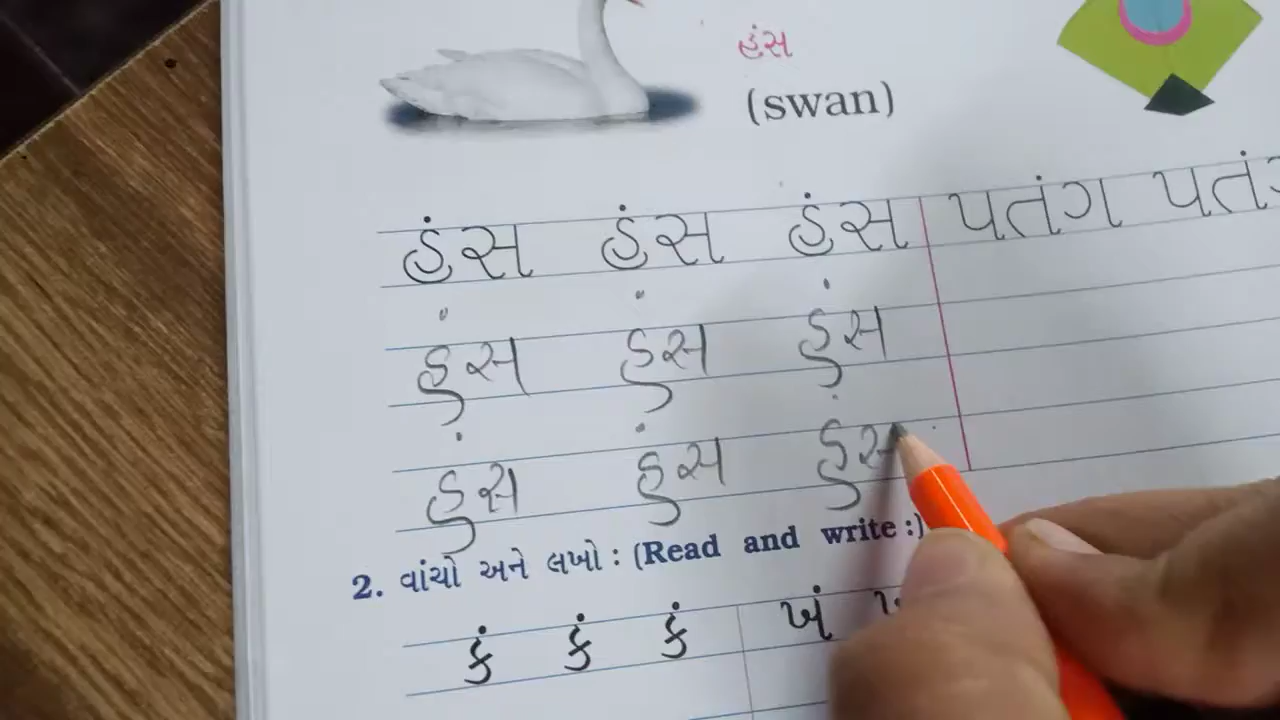 હંસ
(swan)
હંસ હંસ હંસ પતંગ પતંગ
હંસ હંસ હંસ
હંસ હંસ હંસ
2. વાંચો અને લખો : (Read and write :)
કં કં કં ખં